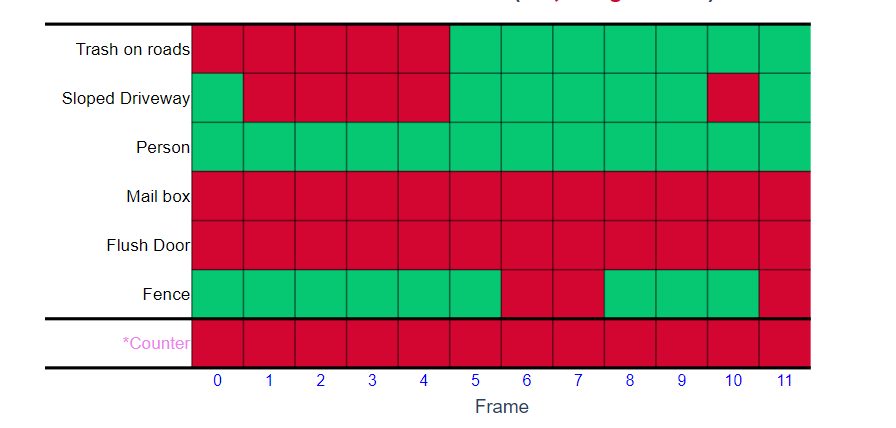 Trash on roads
Sloped Driveway
Person
Mail box
Flush Door
Fence
*Counter
0 1 2 3 4 5 6 7 8 9 10 11
Frame